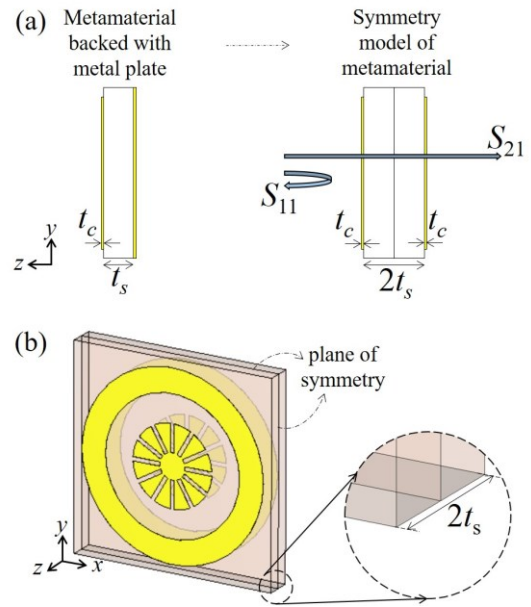 (a)
Metamaterial
backed with
metal plate
Symmetry
model of
metamaterial
S21
S11
tc
tc
tc
y
z
ts
2ts
(b)
plane of
symmetry
2ts
y
z
x